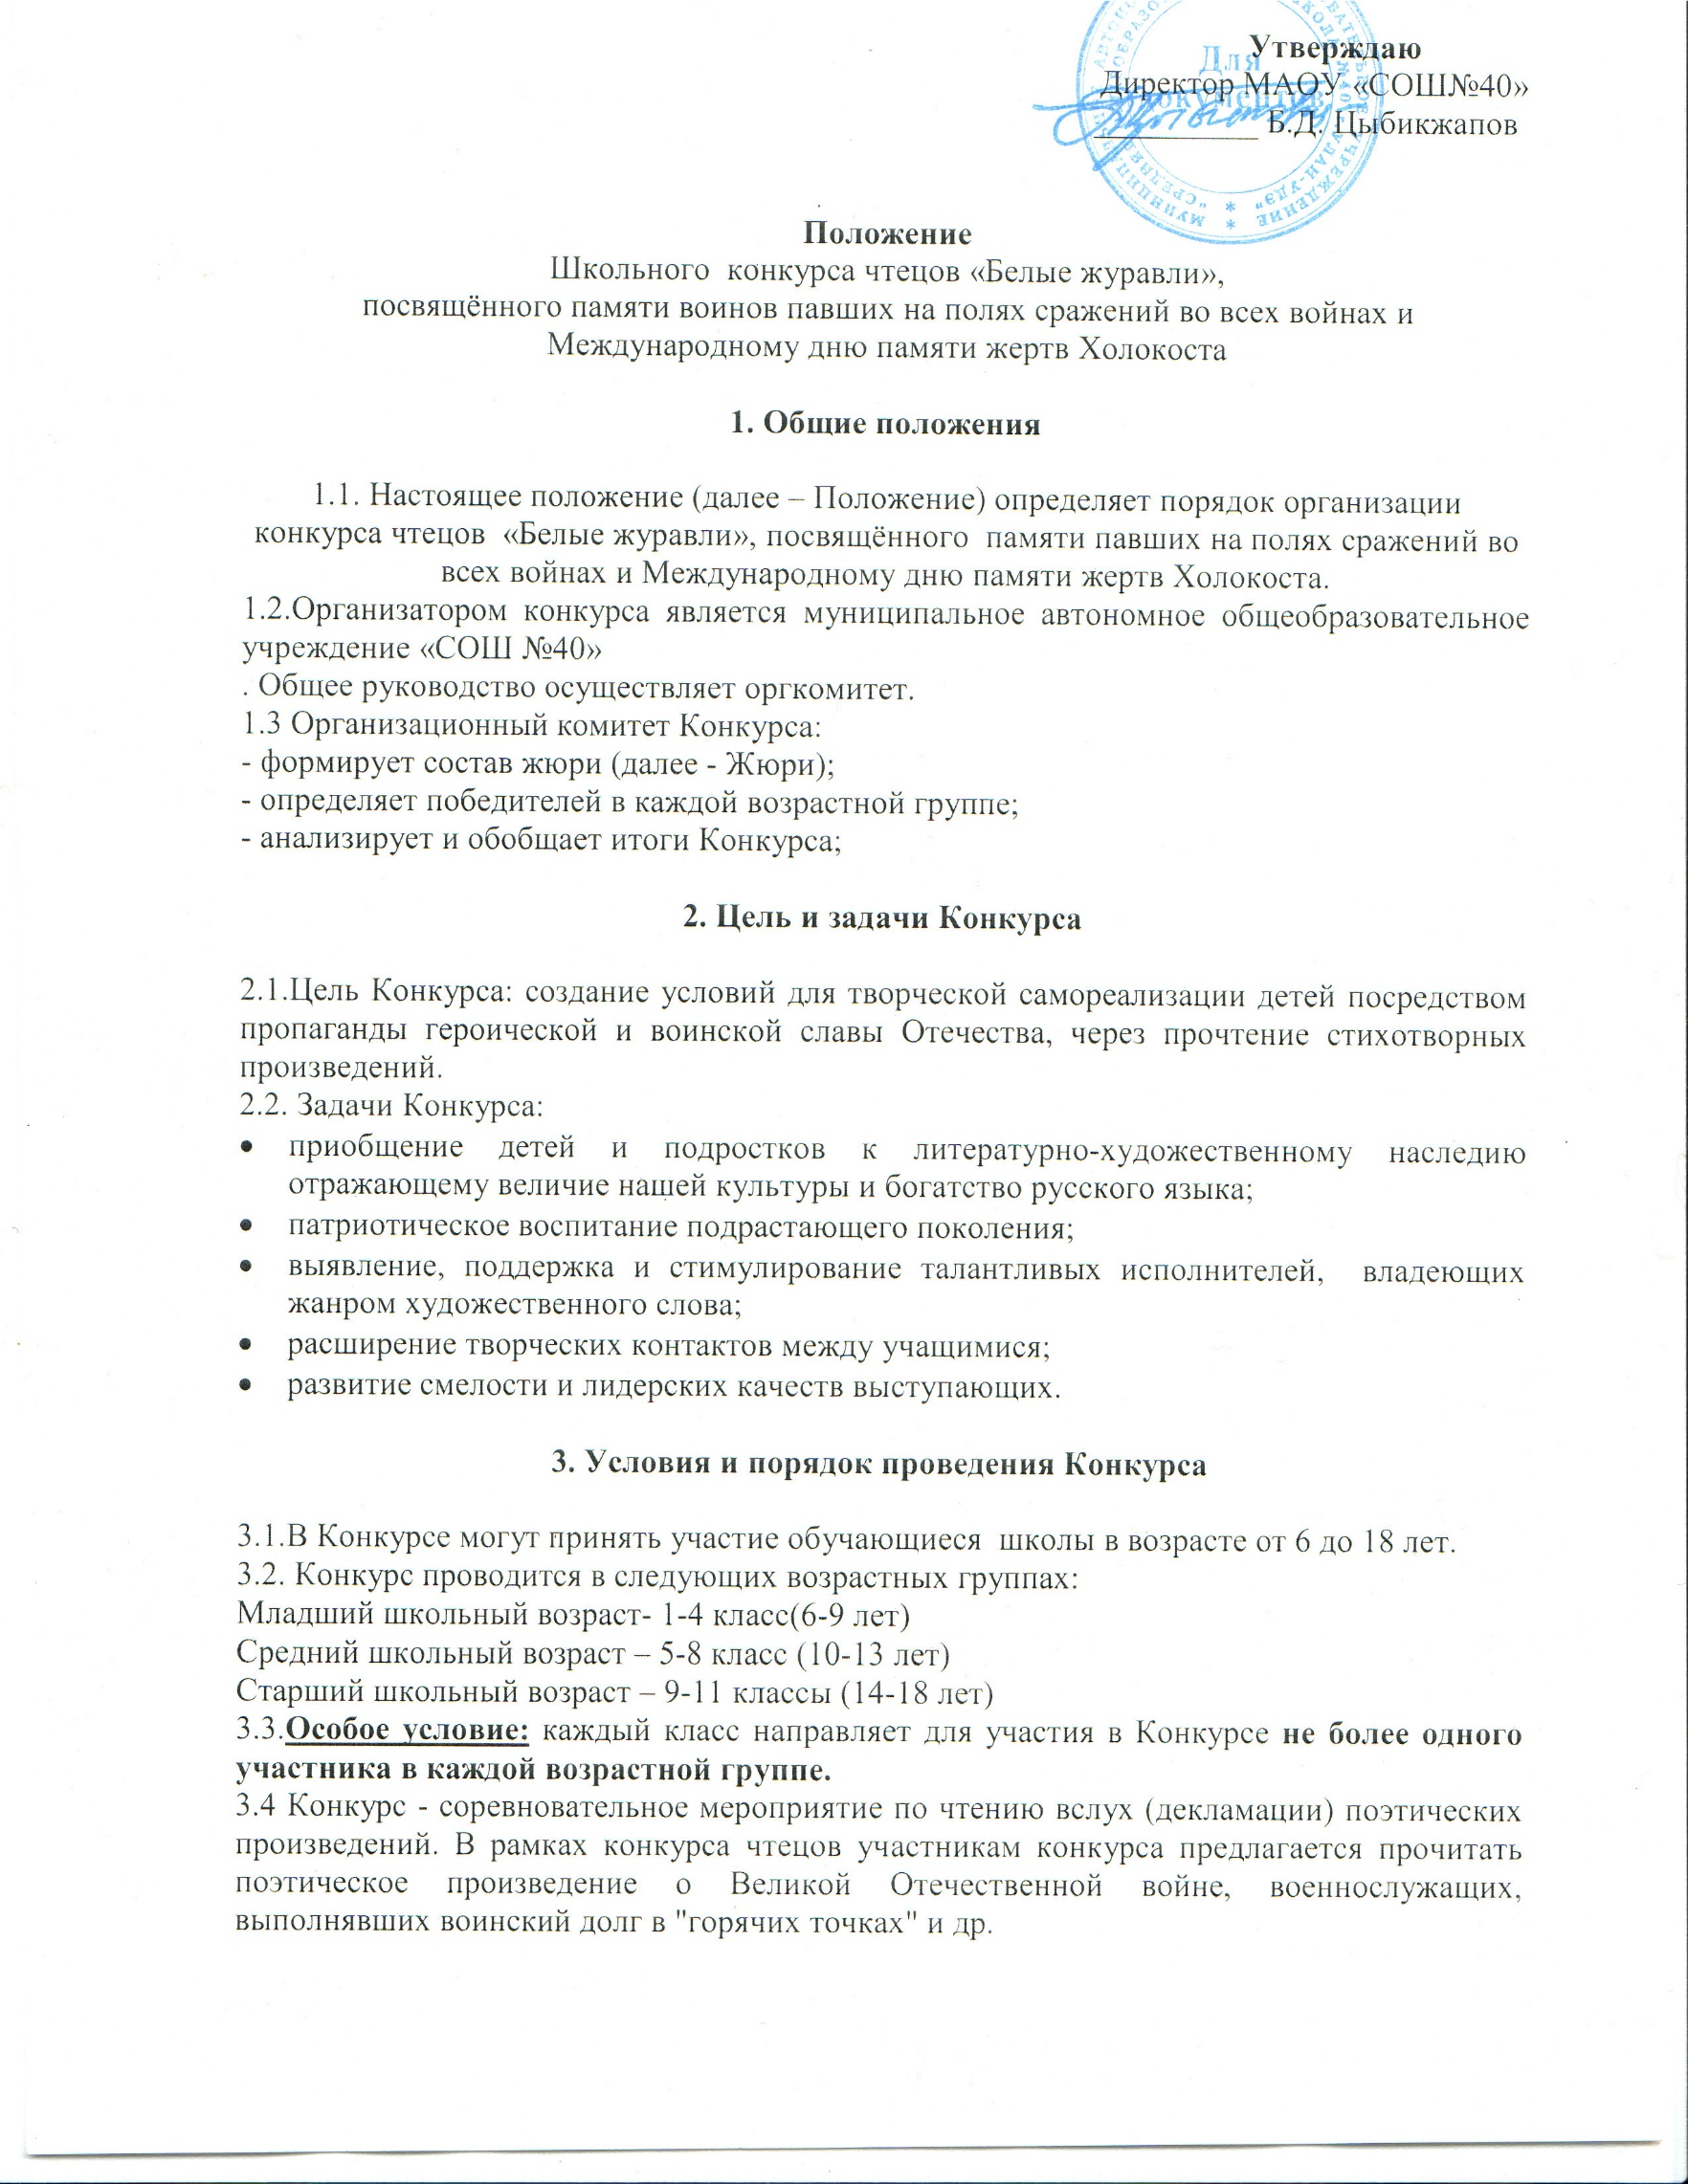 Утверждаю
Директор МАОУ «СОШ№40»
__________ Б.Д. Цыбикжапов
Для
документов
Положение
Школьного конкурса чтецов «Белые журавли»,
посвящённого памяти воинов павших на полях сражений во всех войнах и
Международному дню памяти жертв Холокоста
1. Общие положения
1.1. Настоящее положение (далее – Положение) определяет порядок организации
конкурса чтецов «Белые журавли», посвящённого памяти павших на полях сражений во
всех войнах и Международному дню памяти жертв Холокоста.
1.2.Организатором конкурса является муниципальное автономное общеобразовательное
учреждение «СОШ №40»
. Общее руководство осуществляет оргкомитет.
1.3 Организационный комитет Конкурса:
- формирует состав жюри (далее - Жюри);
- определяет победителей в каждой возрастной группе;
- анализирует и обобщает итоги Конкурса;
2. Цель и задачи Конкурса
2.1.Цель Конкурса: создание условий для творческой самореализации детей посредством
пропаганды героической и воинской славы Отечества, через прочтение стихотворных
произведений.
2.2. Задачи Конкурса:
• приобщение детей и подростков к литературно-художественному наследию
отражающему величие нашей культуры и богатство русского языка;
• патриотическое воспитание подрастающего поколения;
• выявление, поддержка и стимулирование талантливых исполнителей, владеющих
жанром художественного слова;
• расширение творческих контактов между учащимися;
• развитие смелости и лидерских качеств выступающих.
3. Условия и порядок проведения Конкурса
3.1.В Конкурсе могут принять участие обучающиеся школы в возрасте от 6 до 18 лет.
3.2. Конкурс проводится в следующих возрастных группах:
Младший школьный возраст- 1-4 класс(6-9 лет)
Средний школьный возраст – 5-8 класс (10-13 лет)
Старший школьный возраст – 9-11 классы (14-18 лет)
3.3.Особое условие: каждый класс направляет для участия в Конкурсе не более одного
участника в каждой возрастной группе.
3.4 Конкурс - соревновательное мероприятие по чтению вслух (декламации) поэтических
произведений. В рамках конкурса чтецов участникам конкурса предлагается прочитать
поэтическое произведение о Великой Отечественной войне, военнослужащих,
выполнявших воинский долг в "горячих точках" и др.